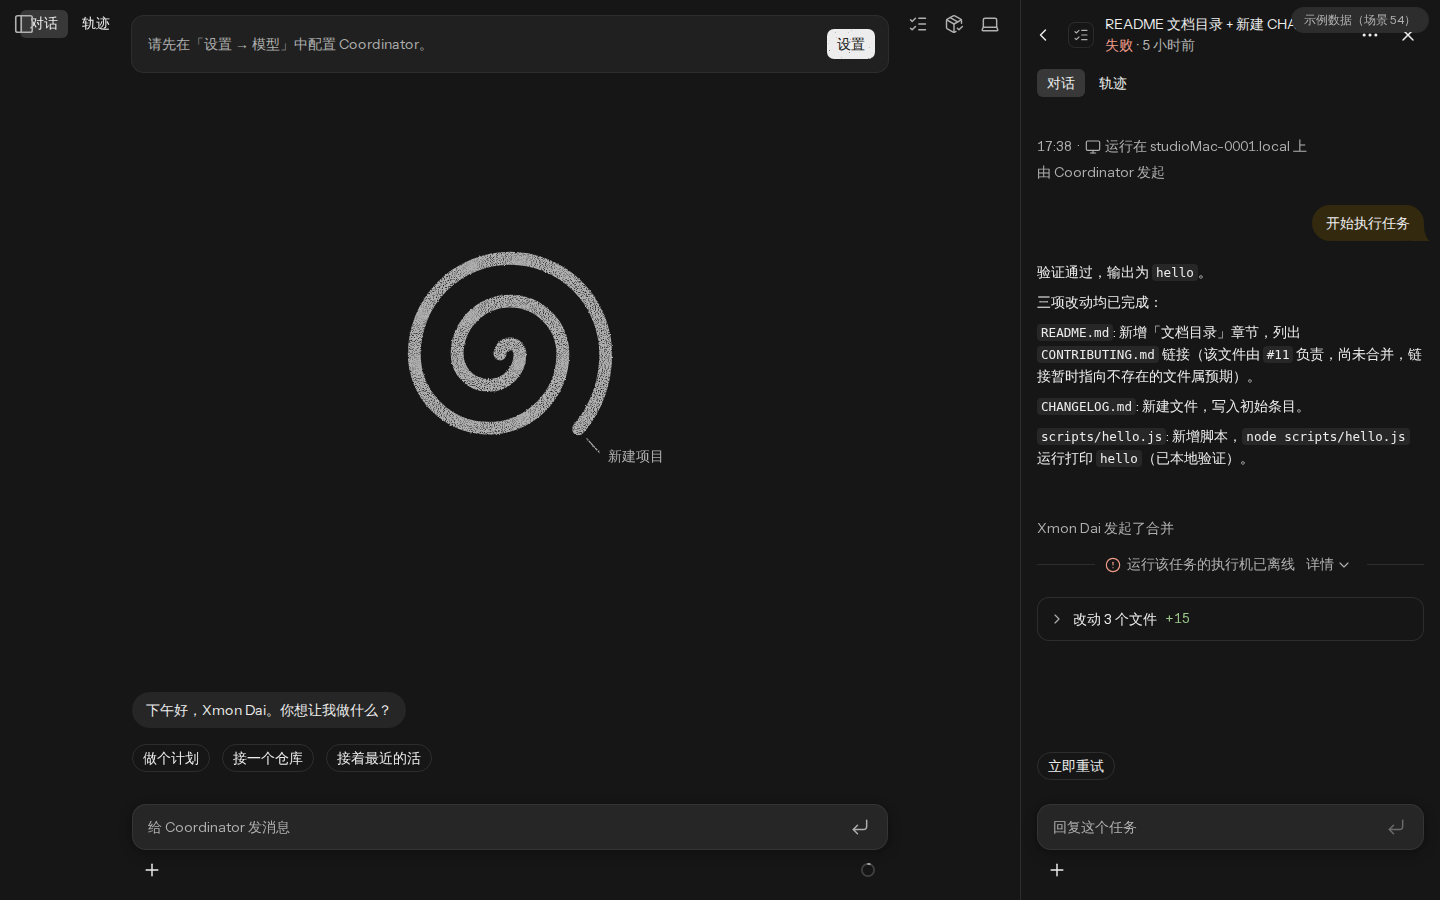 对话 轨迹
请先在「设置 → 模型」中配置 Coordinator。 设置
新建项目
下午好，Xmon Dai。你想让我做什么？
做个计划 接一个仓库 接着最近的活
给 Coordinator 发消息
README 文档目录 + 新建 CHA
示例数据（场景 54）
失败 · 5 小时前
对话 轨迹
17:38 · 运行在 studioMac-0001.local 上
由 Coordinator 发起
开始执行任务
验证通过，输出为 hello。
三项改动均已完成：
README.md: 新增「文档目录」章节，列出
CONTRIBUTING.md 链接（该文件由 #11 负责，尚未合并，链
接暂时指向不存在的文件属预期）。
CHANGELOG.md: 新建文件，写入初始条目。
scripts/hello.js: 新增脚本，node scripts/hello.js
运行打印 hello（已本地验证）。
Xmon Dai 发起了合并
运行该任务的执行机已离线 详情
改动 3 个文件 +15
立即重试
回复这个任务